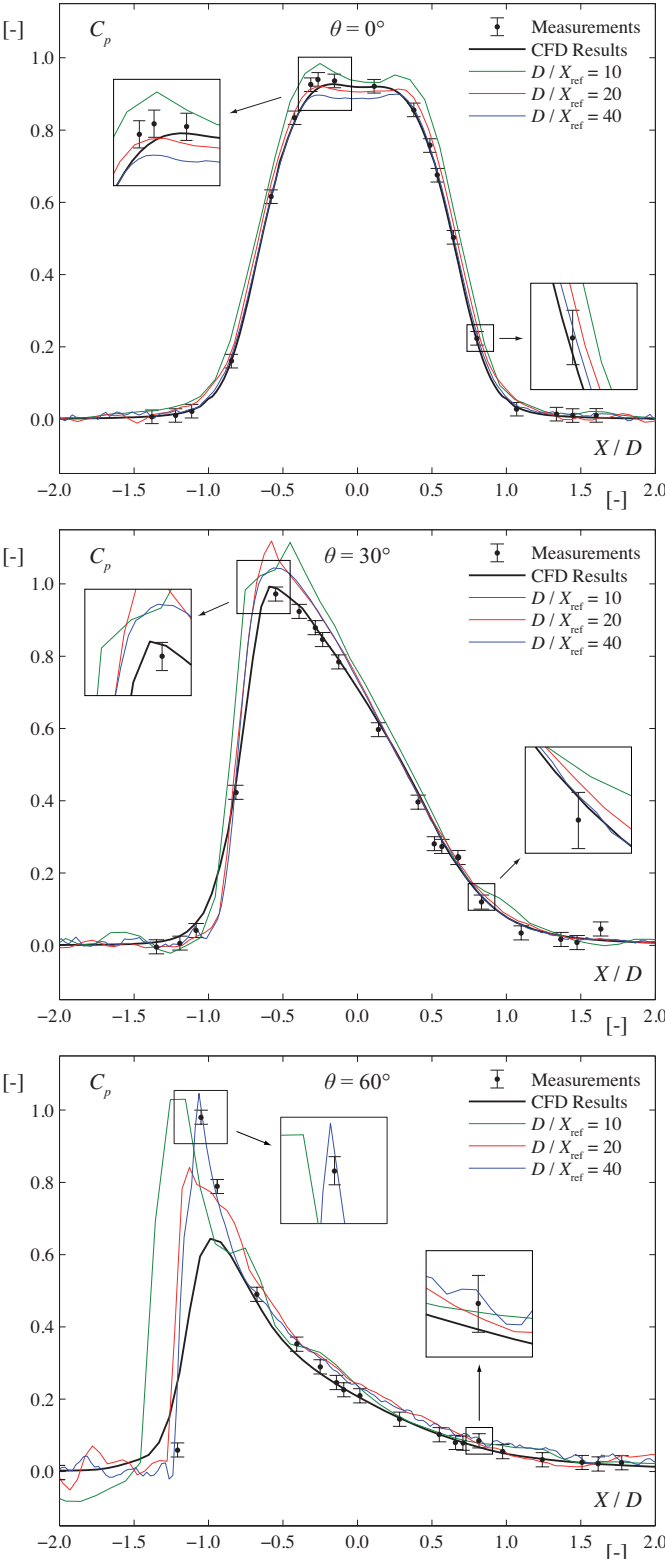 [-]
C_p
θ = 0°
Measurements
CFD Results
D / X_ref = 10
D / X_ref = 20
D / X_ref = 40
1.0
0.8
0.6
0.4
0.2
0.0
X / D
−2.0 −1.5 −1.0 −0.5 0.0 0.5 1.0 1.5 2.0
[-]
[-]
C_p
θ = 30°
Measurements
CFD Results
D / X_ref = 10
D / X_ref = 20
D / X_ref = 40
1.0
0.8
0.6
0.4
0.2
0.0
X / D
−2.0 −1.5 −1.0 −0.5 0.0 0.5 1.0 1.5 2.0
[-]
[-]
C_p
θ = 60°
Measurements
CFD Results
D / X_ref = 10
D / X_ref = 20
D / X_ref = 40
1.0
0.8
0.6
0.4
0.2
0.0
X / D
−2.0 −1.5 −1.0 −0.5 0.0 0.5 1.0 1.5 2.0
[-]